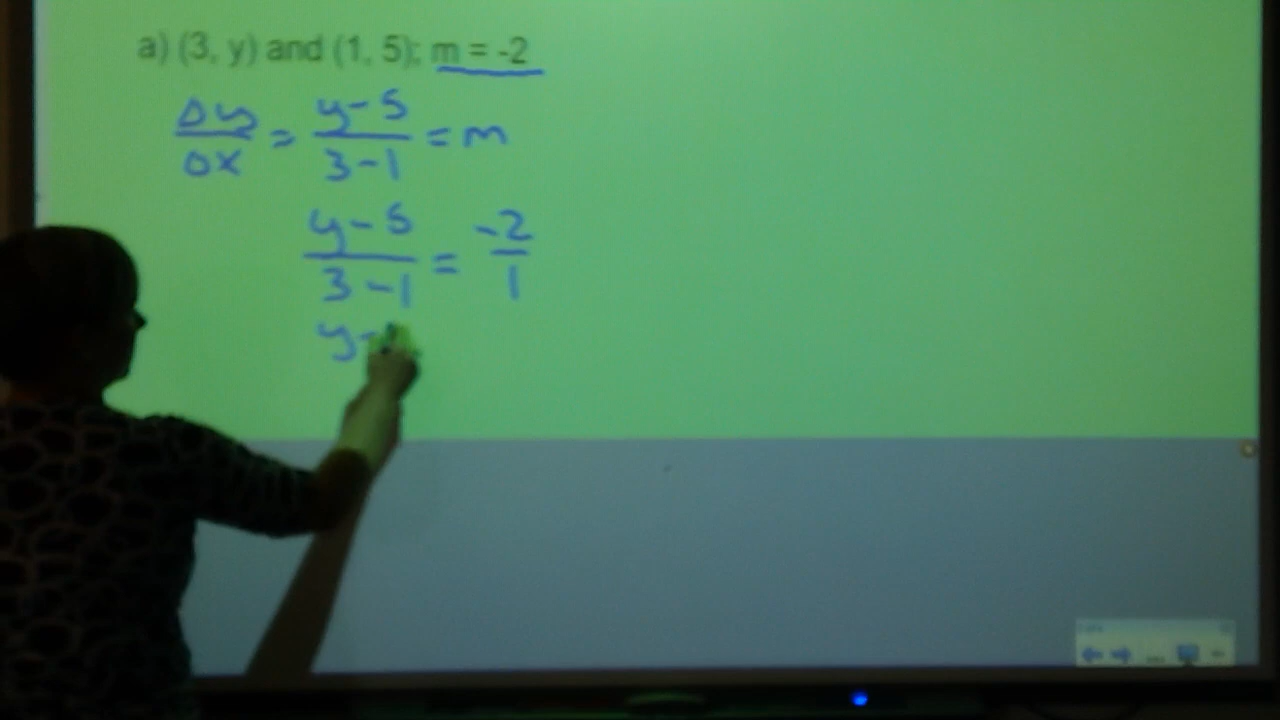 a) (3, y) and (1, 5); m = -2
Δy/Δx = y-5/3-1 = m
y-5/3-1 = -2/1
y-